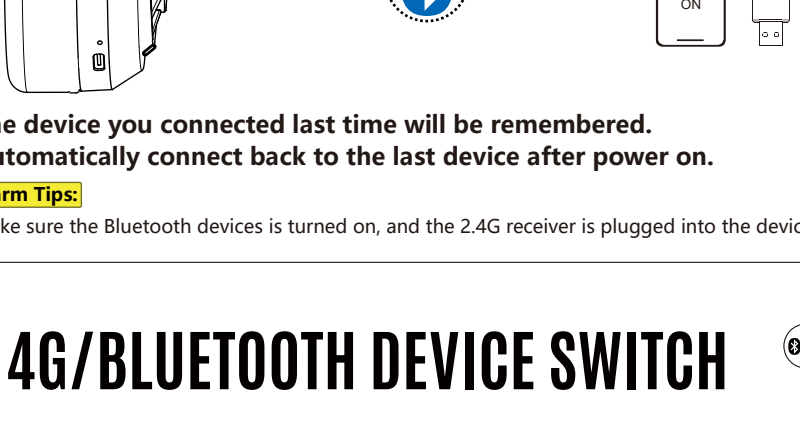 ON
e device you connected last time will be remembered.
utomatically connect back to the last device after power on.
rm Tips:
ke sure the Bluetooth devices is turned on, and the 2.4G receiver is plugged into the devic
4G/BLUETOOTH DEVICE SWITCH